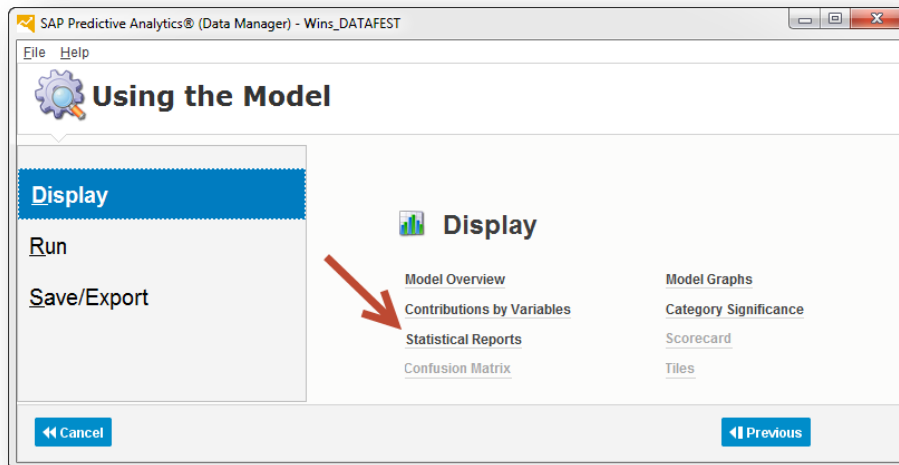 SAP Predictive Analytics® (Data Manager) - Wins_DATAFEST
File Help
Using the Model
Display
Run
Save/Export
Display
Model Overview
Model Graphs
Contributions by Variables
Category Significance
Statistical Reports
Scorecard
Confusion Matrix
Tiles
Cancel
Previous